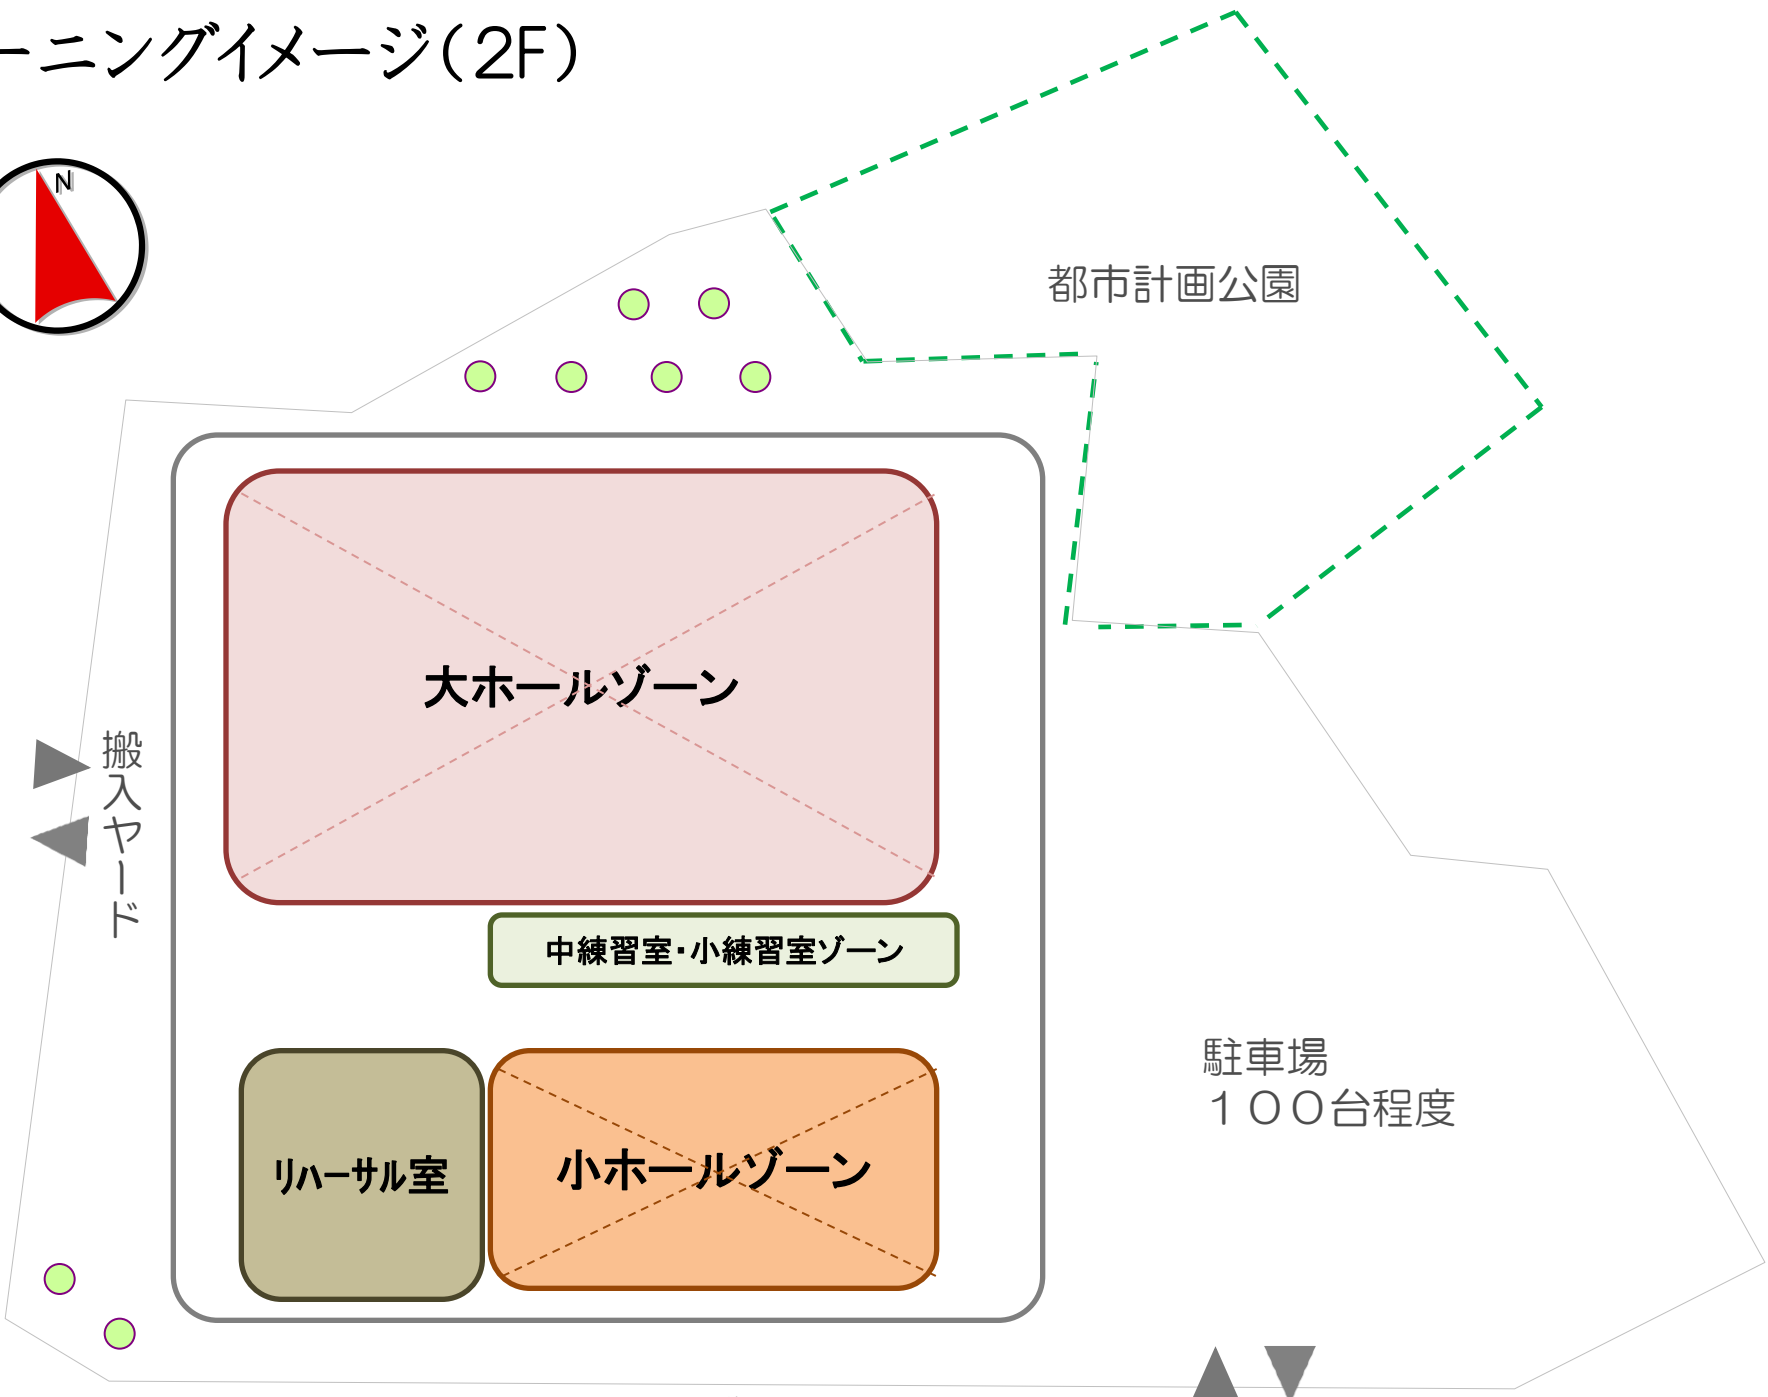 ーニングイメージ(2F)
N
都市計画公園
大ホールゾーン
搬入ヤード
中練習室・小練習室ゾーン
駐車場
100台程度
リハーサル室
小ホールゾーン